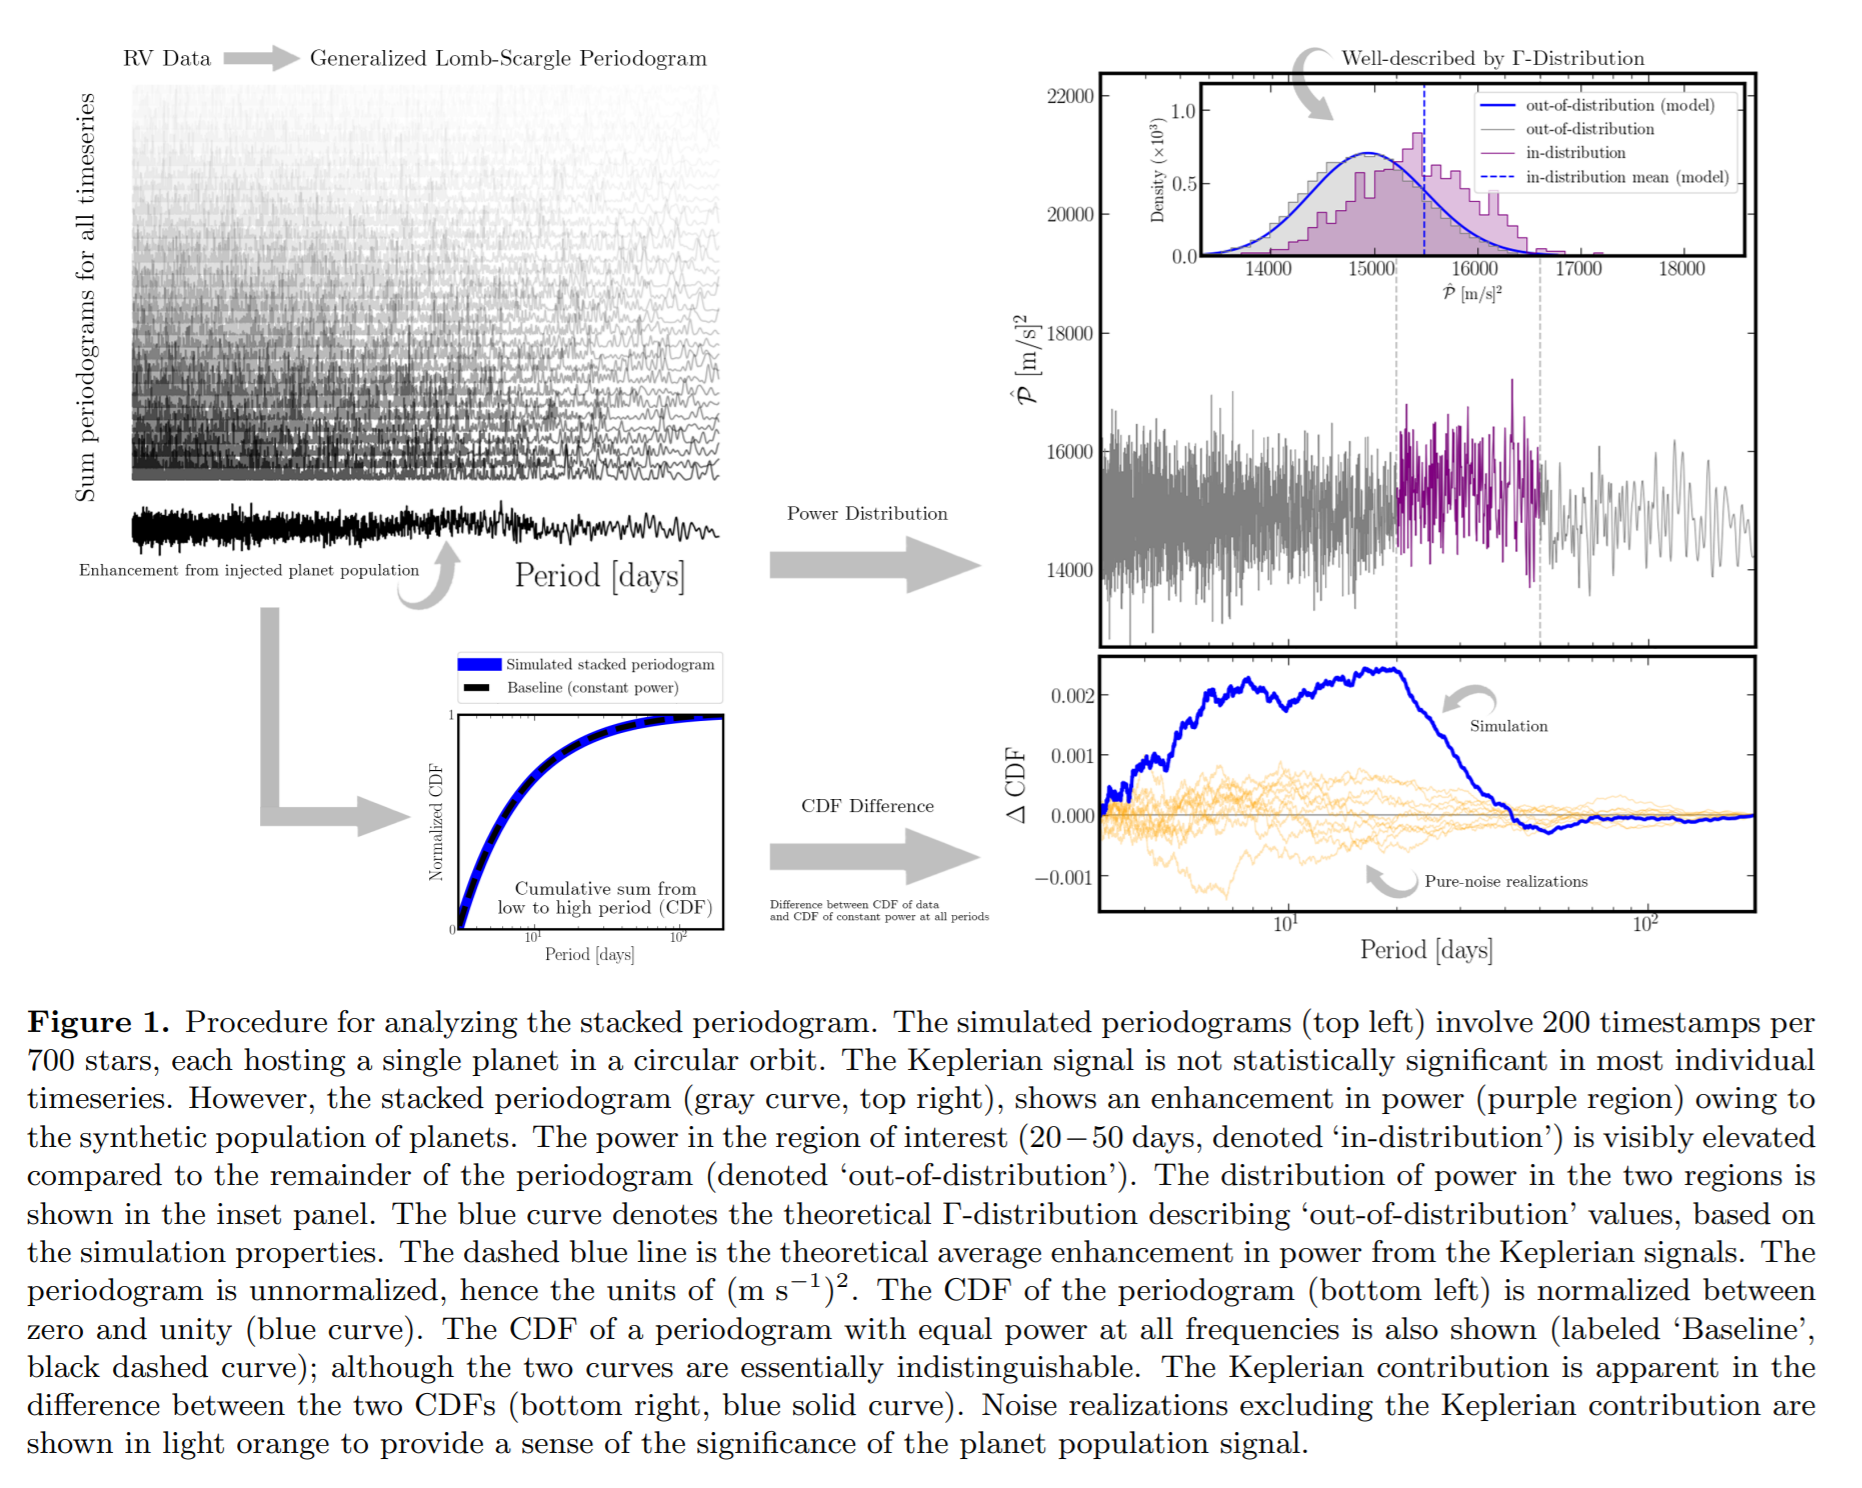 RV Data
Generalized Lomb-Scargle Periodogram
Sum periodograms for all timeseries
Enhancement from injected planet population
Period [days]
Power Distribution
Well-described by Γ-Distribution
22000
20000
18000
16000
14000
P̂ [m/s]²
1.0
0.5
0.0
Density (×10³)
out-of-distribution (model)
out-of-distribution
in-distribution
in-distribution mean (model)
14000 15000 16000 17000 18000
P̂ [m/s]²
Simulated stacked periodogram
Baseline (constant power)
1
0
Normalized CDF
Cumulative sum from
low to high period (CDF)
10¹ 10²
Period [days]
CDF Difference
Difference between CDF of data
and CDF of constant power at all periods
0.002
0.001
0.000
−0.001
Δ CDF
Simulation
Pure-noise realizations
10¹ 10²
Period [days]
Figure 1. Procedure for analyzing the stacked periodogram. The simulated periodograms (top left) involve 200 timestamps per
700 stars, each hosting a single planet in a circular orbit. The Keplerian signal is not statistically significant in most individual
timeseries. However, the stacked periodogram (gray curve, top right), shows an enhancement in power (purple region) owing to
the synthetic population of planets. The power in the region of interest (20 − 50 days, denoted ‘in-distribution’) is visibly elevated
compared to the remainder of the periodogram (denoted ‘out-of-distribution’). The distribution of power in the two regions is
shown in the inset panel. The blue curve denotes the theoretical Γ-distribution describing ‘out-of-distribution’ values, based on
the simulation properties. The dashed blue line is the theoretical average enhancement in power from the Keplerian signals. The
periodogram is unnormalized, hence the units of (m s⁻¹)². The CDF of the periodogram (bottom left) is normalized between
zero and unity (blue curve). The CDF of a periodogram with equal power at all frequencies is also shown (labeled ‘Baseline’,
black dashed curve); although the two curves are essentially indistinguishable. The Keplerian contribution is apparent in the
difference between the two CDFs (bottom right, blue solid curve). Noise realizations excluding the Keplerian contribution are
shown in light orange to provide a sense of the significance of the planet population signal.